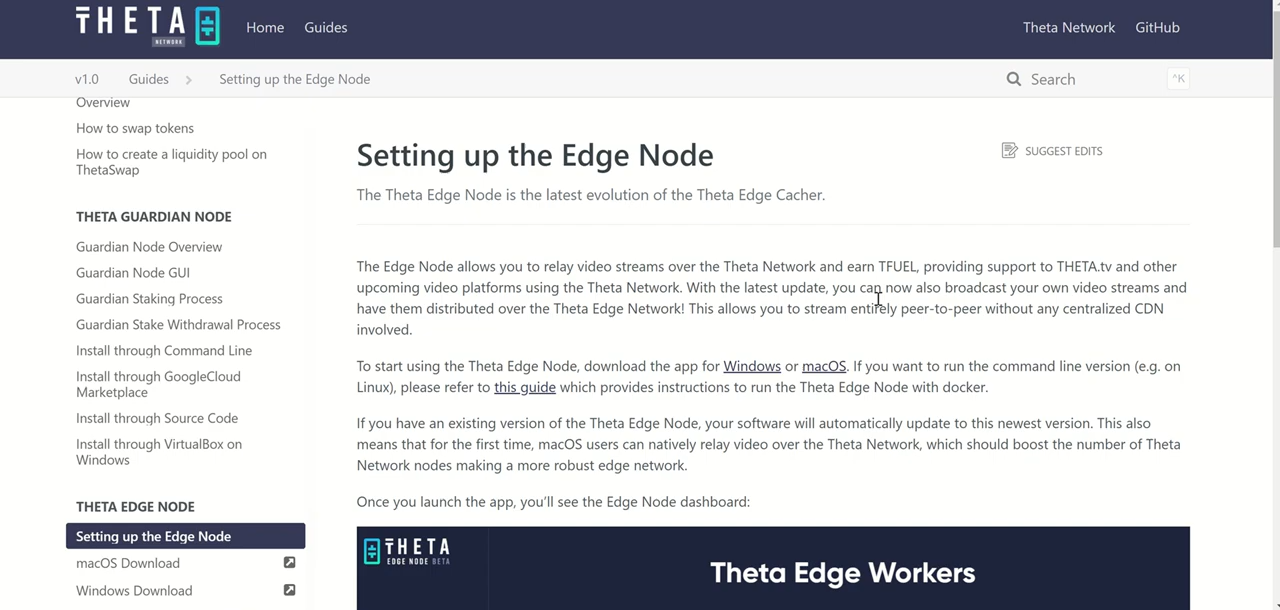 THETA
NETWORK
Home
Guides
Theta Network
GitHub
v1.0
Guides
Setting up the Edge Node
Search
^K
Overview
How to swap tokens
How to create a liquidity pool on
ThetaSwap
THETA GUARDIAN NODE
Guardian Node Overview
Guardian Node GUI
Guardian Staking Process
Guardian Stake Withdrawal Process
Install through Command Line
Install through GoogleCloud
Marketplace
Install through Source Code
Install through VirtualBox on
Windows
THETA EDGE NODE
Setting up the Edge Node
macOS Download
Windows Download
Setting up the Edge Node
SUGGEST EDITS
The Theta Edge Node is the latest evolution of the Theta Edge Cacher.
The Edge Node allows you to relay video streams over the Theta Network and earn TFUEL, providing support to THETA.tv and other
upcoming video platforms using the Theta Network. With the latest update, you can now also broadcast your own video streams and
have them distributed over the Theta Edge Network! This allows you to stream entirely peer-to-peer without any centralized CDN
involved.
To start using the Theta Edge Node, download the app for Windows or macOS. If you want to run the command line version (e.g. on
Linux), please refer to this guide which provides instructions to run the Theta Edge Node with docker.
If you have an existing version of the Theta Edge Node, your software will automatically update to this newest version. This also
means that for the first time, macOS users can natively relay video over the Theta Network, which should boost the number of Theta
Network nodes making a more robust edge network.
Once you launch the app, you'll see the Edge Node dashboard:
THETA
EDGE NODE BETA
Theta Edge Workers